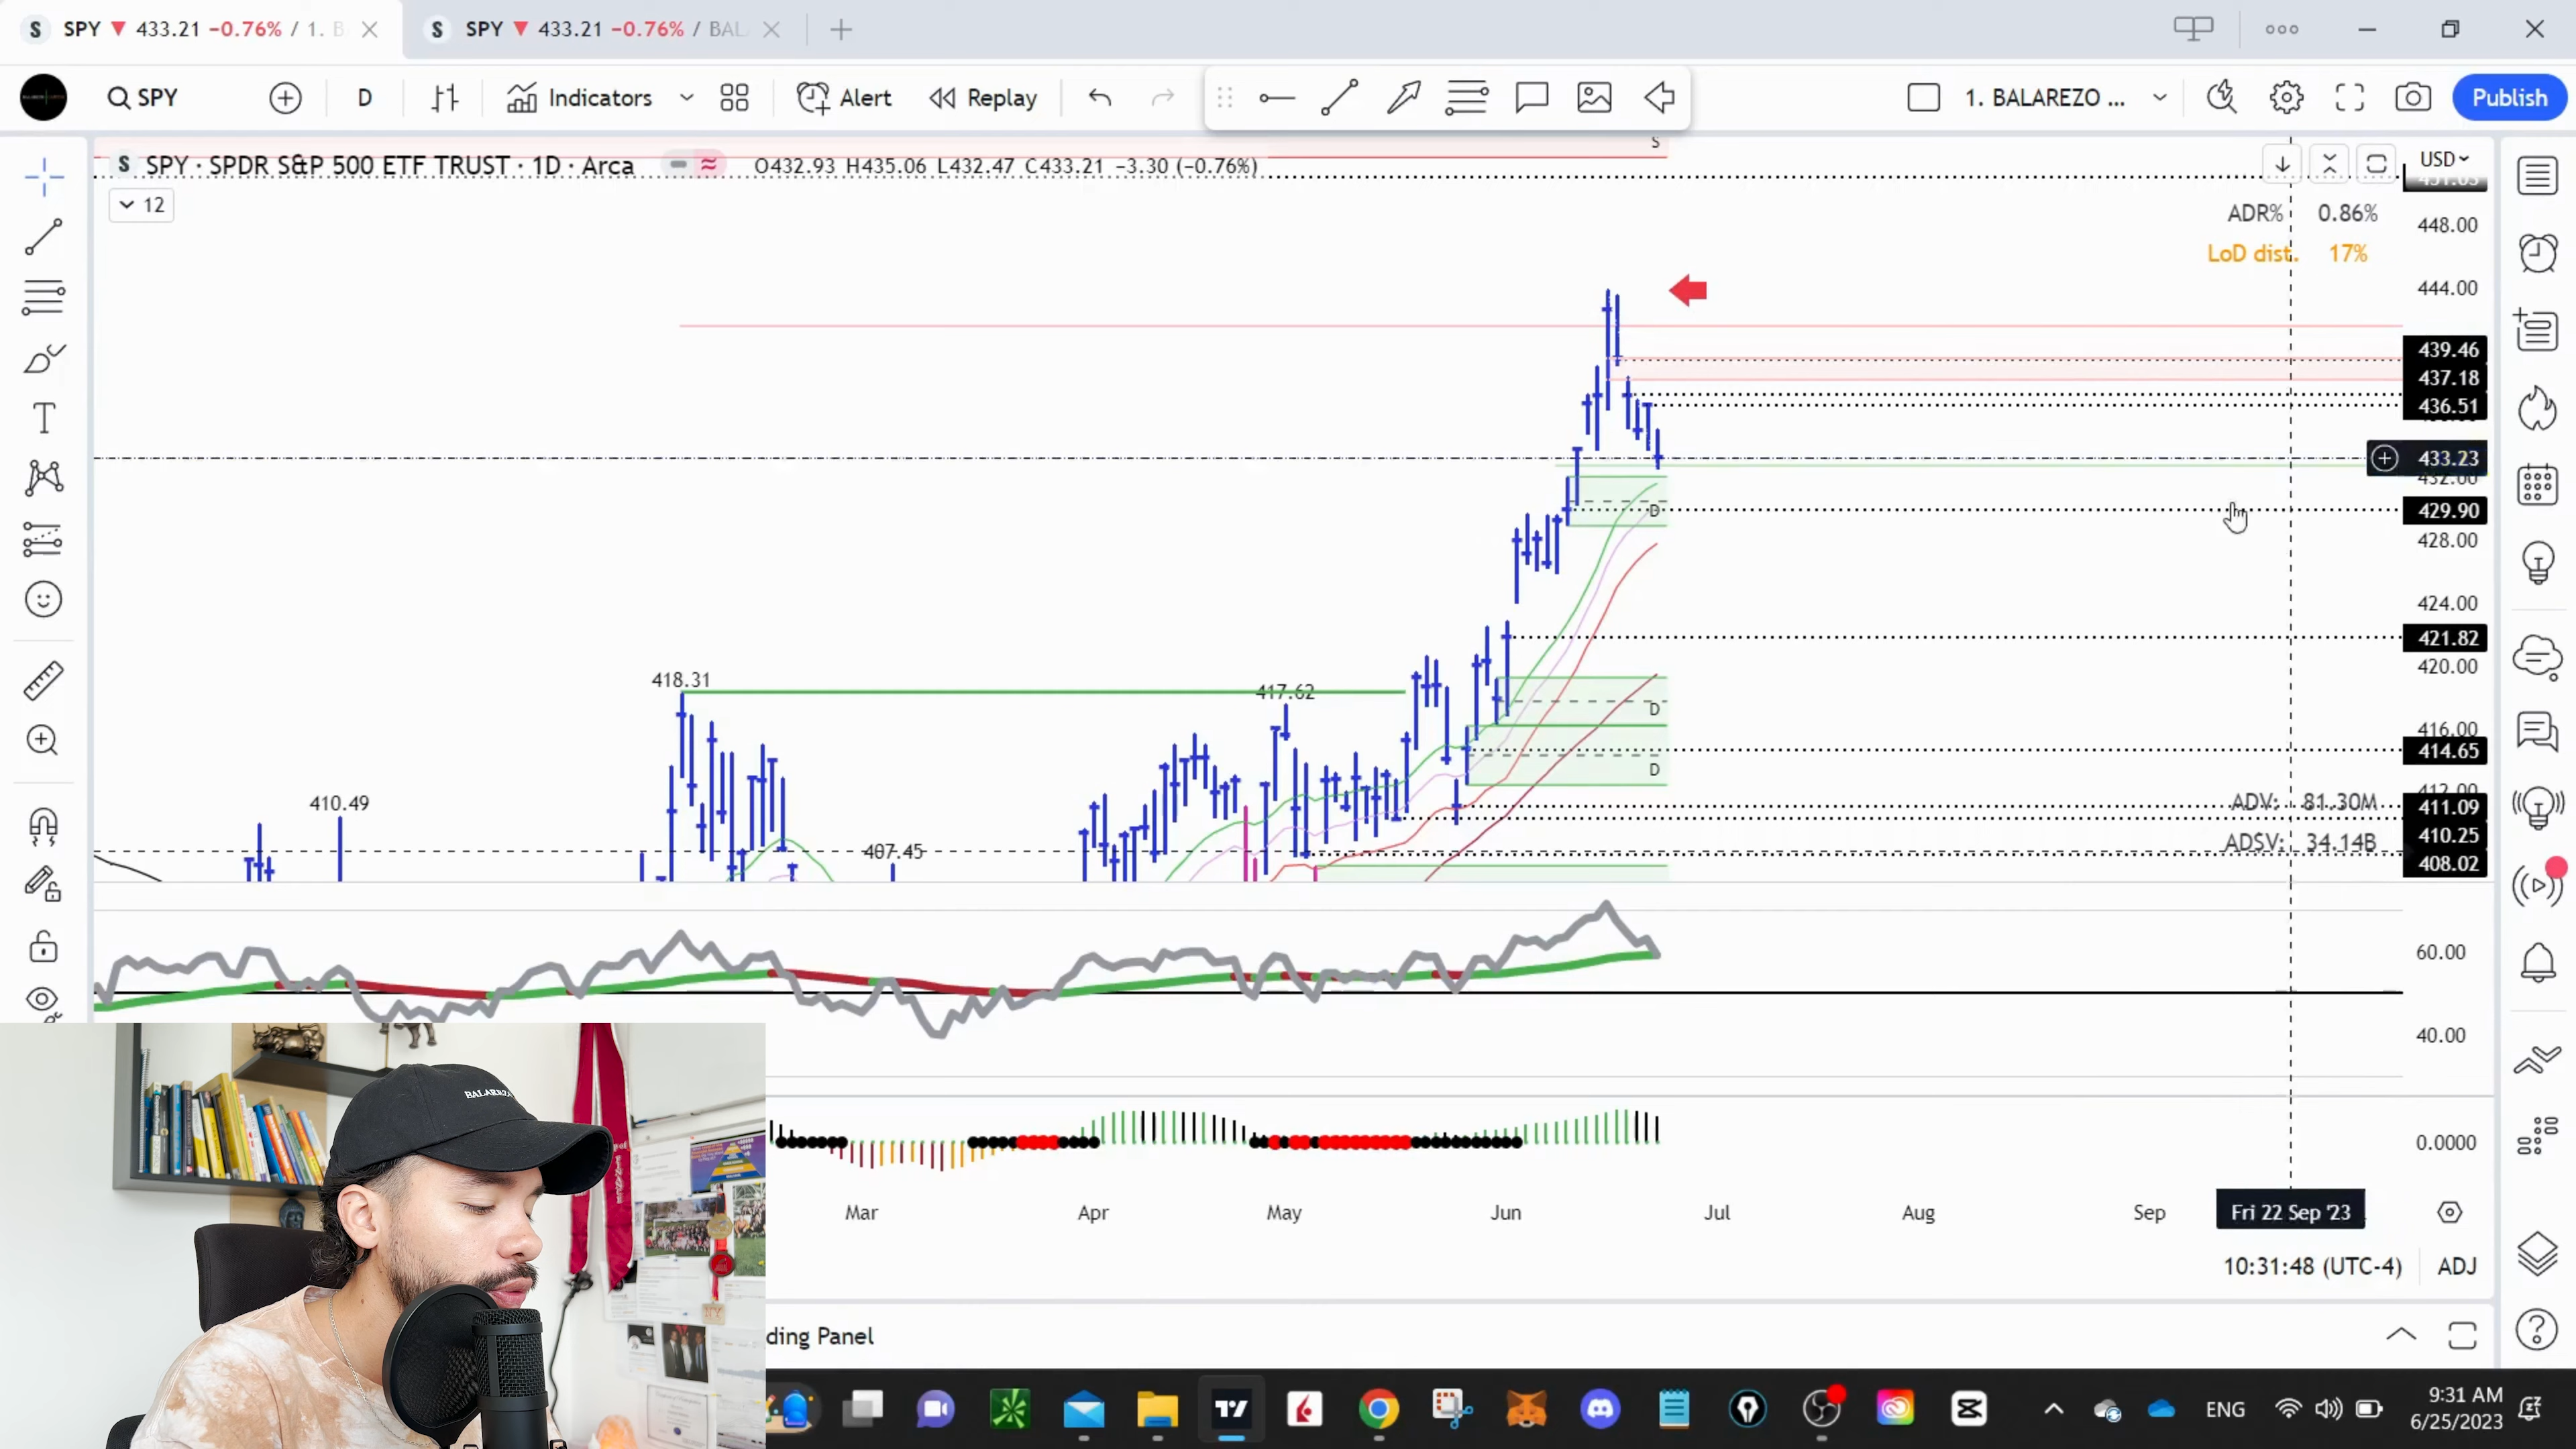 S SPY ▼ 433.21 -0.76% / 1. B
S SPY ▼ 433.21 -0.76% / BAL
SPY D Indicators Alert Replay 1. BALAREZO ... Publish
S SPY · SPDR S&P 500 ETF TRUST · 1D · Arca O432.93 H435.06 L432.47 C433.21 −3.30 (−0.76%)
S
USD
12
ADR% 0.86%
448.00
LoD dist. 17%
444.00
439.46
437.18
436.51
433.23
432.00
D
429.90
428.00
424.00
421.82
420.00
418.31
417.62
D
416.00
414.65
D
412.00
410.49
ADV: 81.30M
411.09
410.25
407.45
ADSV: 34.14B
408.02
60.00
40.00
BALAREZO
0.0000
Mar Apr May Jun Jul Aug Sep Fri 22 Sep '23
10:31:48 (UTC-4) ADJ
ding Panel
ENG
9:31 AM
6/25/2023